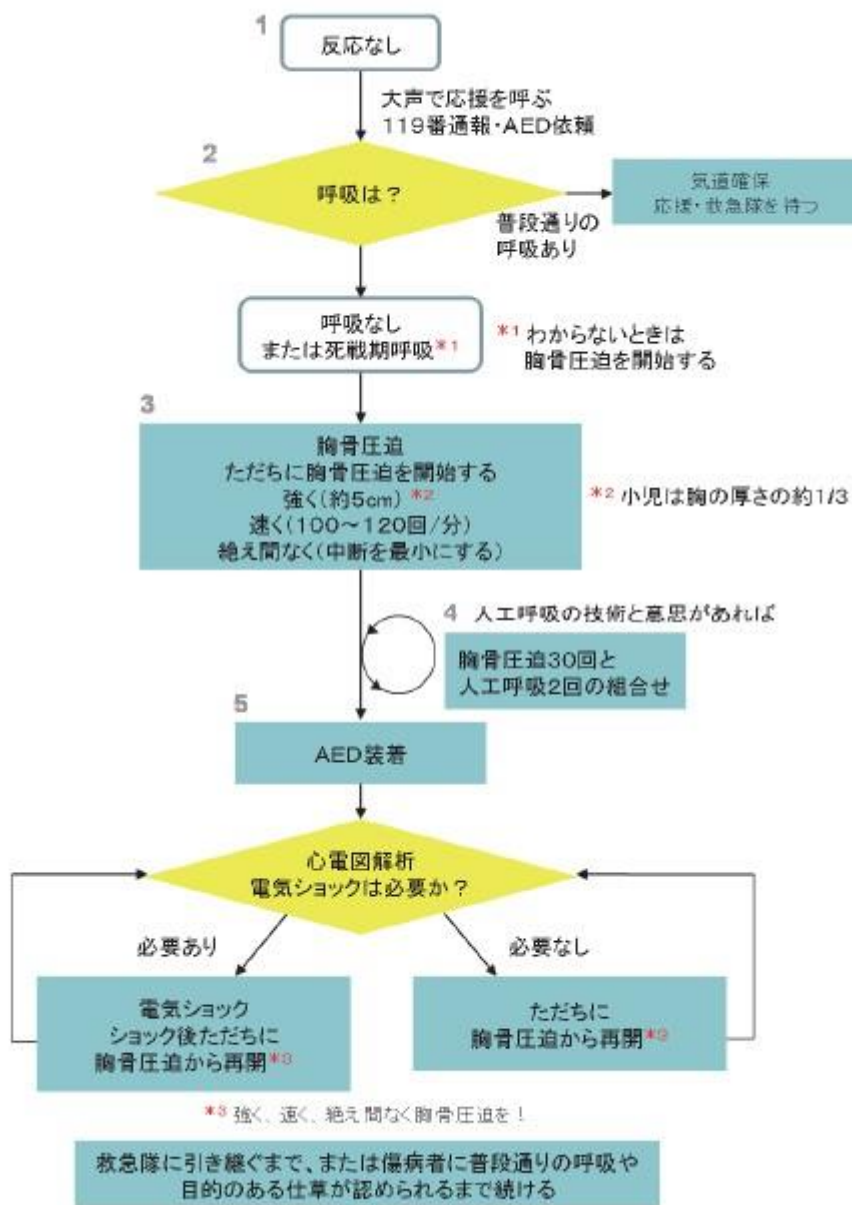 1
反応なし
大声で応援を呼ぶ
119番通報・AED依頼
2
呼吸は？
普段通りの
呼吸あり
気道確保
応援・救急隊を待つ
呼吸なし
または死戦期呼吸*1
*1 わからないときは
胸骨圧迫を開始する
3
胸骨圧迫
ただちに胸骨圧迫を開始する
強く(約5cm) *2
速く(100～120回/分)
絶え間なく(中断を最小にする)
*2 小児は胸の厚さの約1/3
4 人工呼吸の技術と意思があれば
胸骨圧迫30回と
人工呼吸2回の組合せ
5
AED装着
心電図解析
電気ショックは必要か？
必要あり
必要なし
電気ショック
ショック後ただちに
胸骨圧迫から再開*3
ただちに
胸骨圧迫から再開*3
*3 強く、速く、絶え間なく胸骨圧迫を！
救急隊に引き継ぐまで、または傷病者に普段通りの呼吸や
目的のある仕草が認められるまで続ける